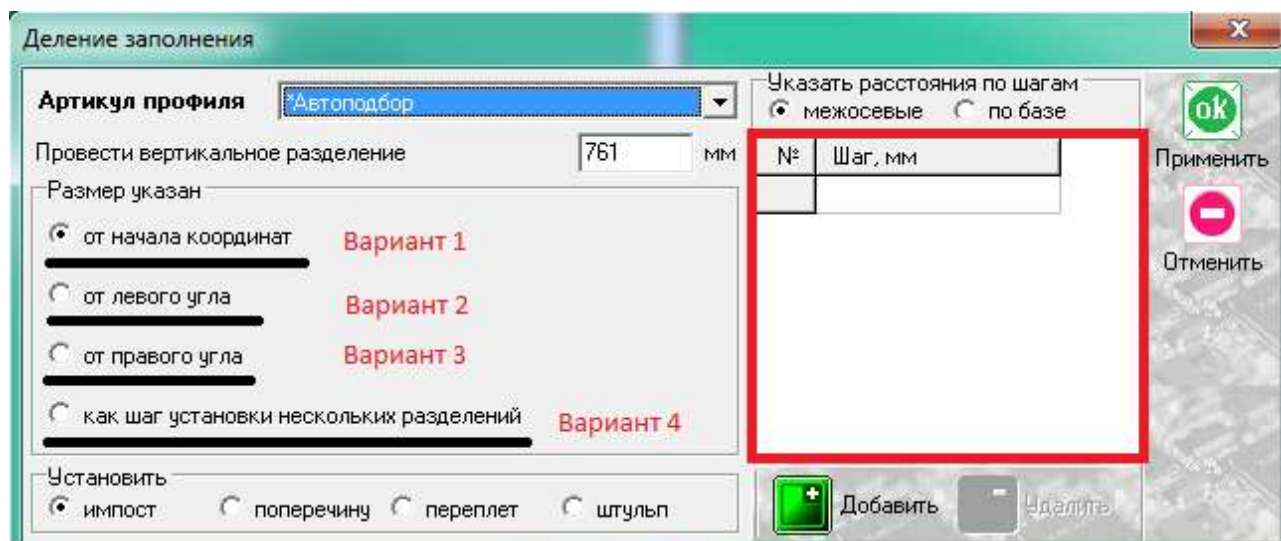 Деление заполнения
Артикул профиля *Автоподбор
Провести вертикальное разделение 761 мм
Размер указан
от начала координат Вариант 1
от левого угла Вариант 2
от правого угла Вариант 3
как шаг установки нескольких разделений Вариант 4
Установить
импост поперечину переплет штульп
Указать расстояния по шагам
межосевые по базе
№ Шаг, мм
Добавить Удалить
ok
Применить
Отменить